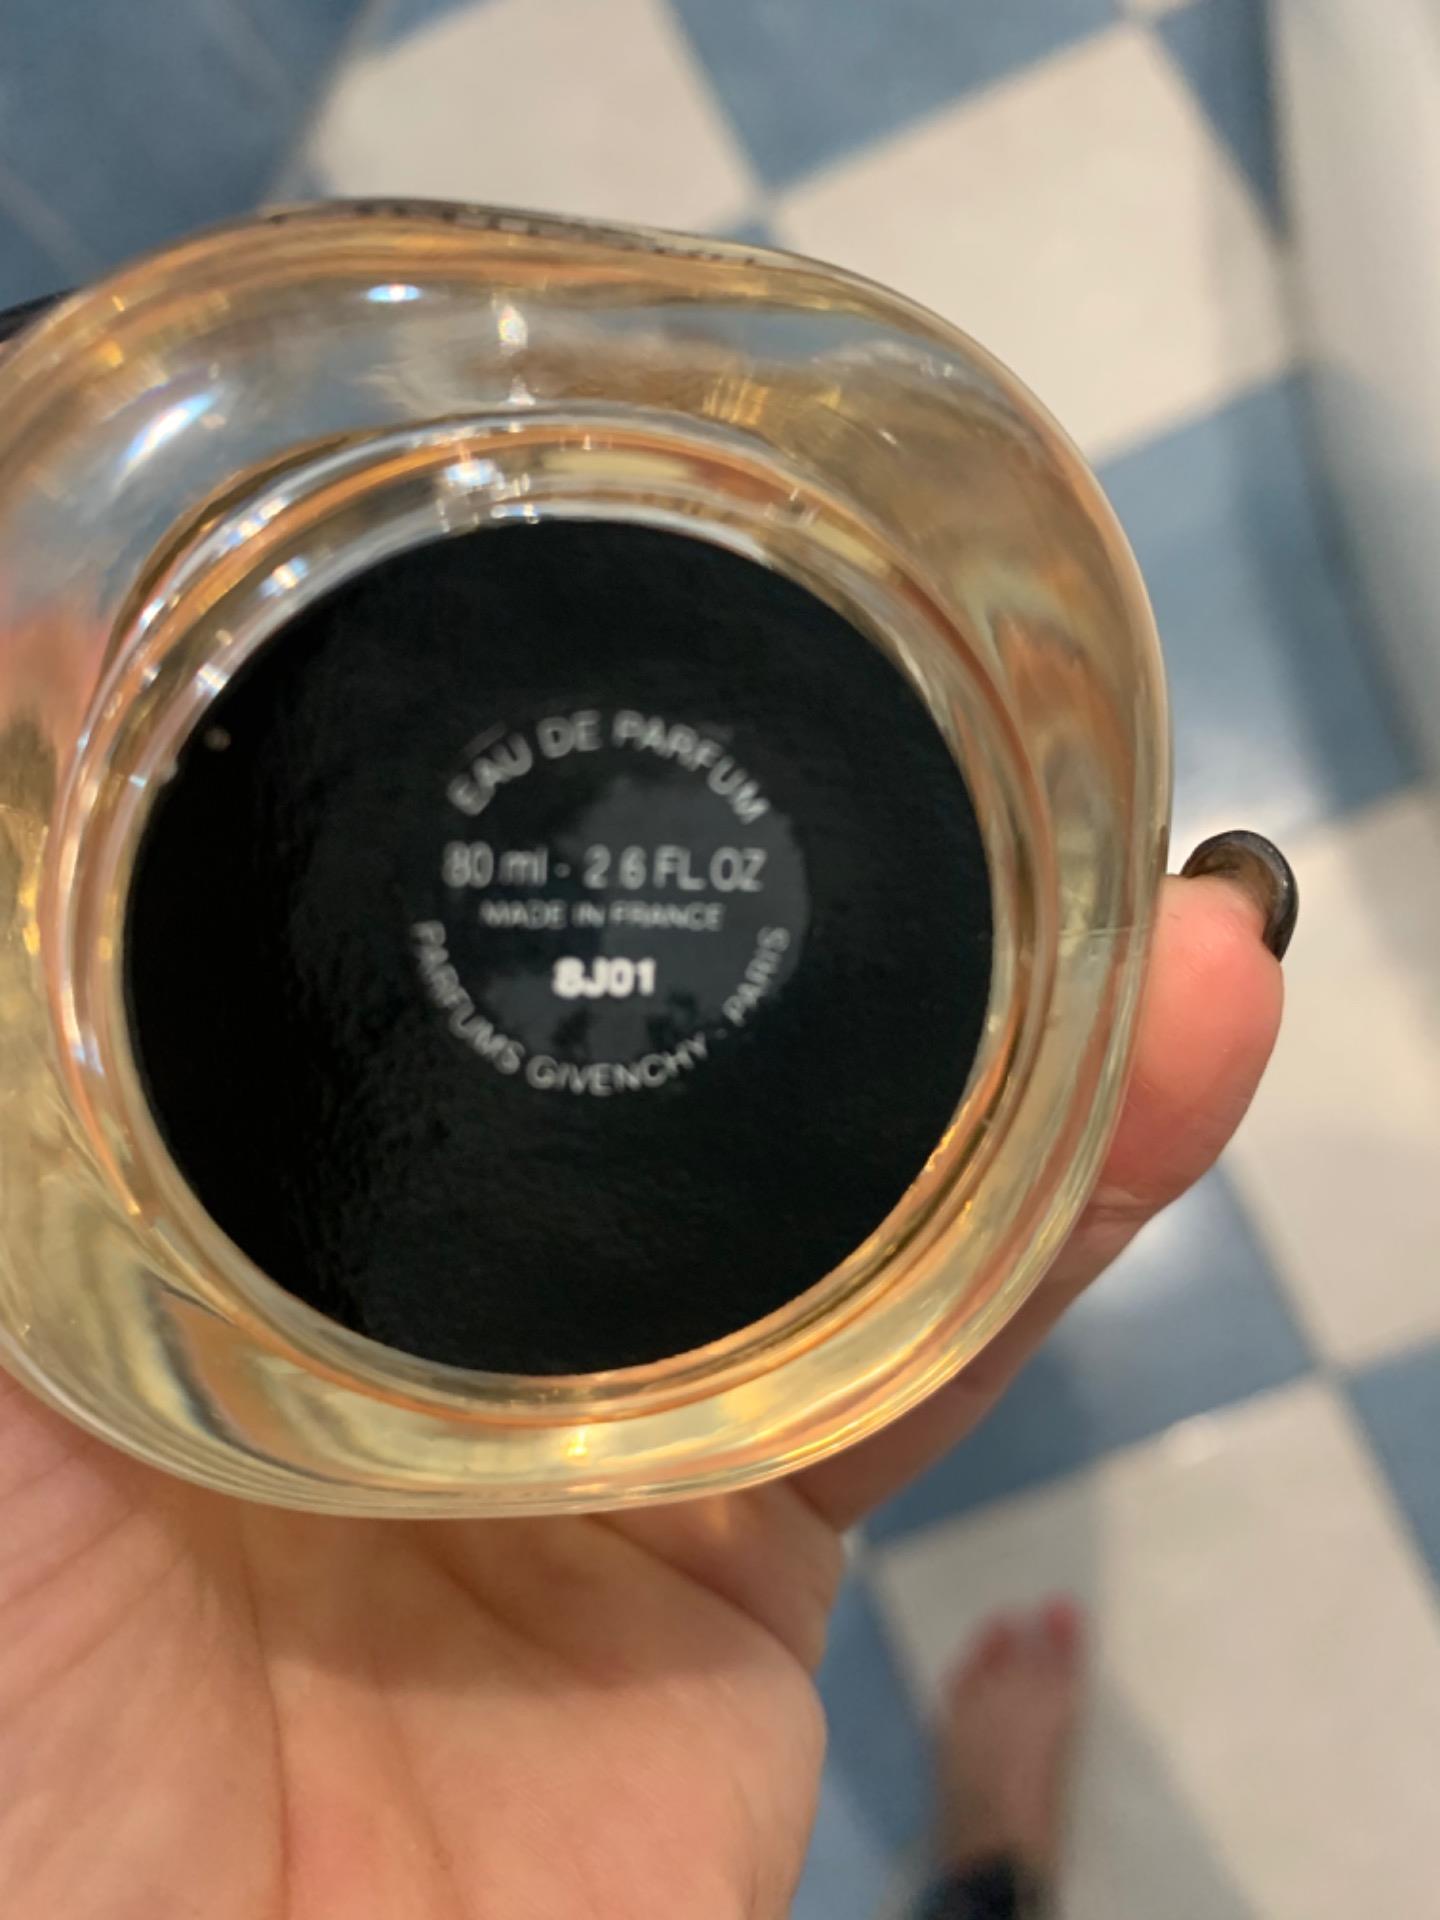 EAU DE PARFUM
80 ml - 2.6 FL OZ
MADE IN FRANCE
8J01
PARFUMS GIVENCHY - PARIS